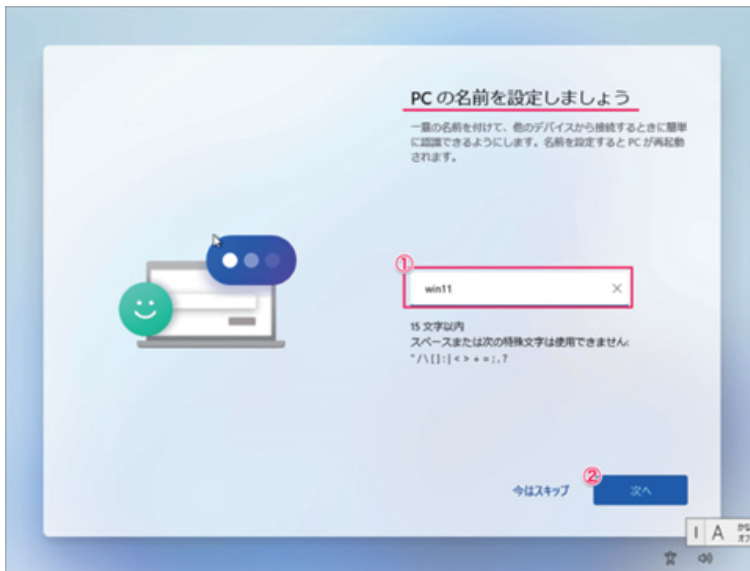 PC の名前を設定しましょう
一意の名前を付けて、他のデバイスから接続するときに簡単
に認識できるようにします。名前を設定すると PC が再起動
されます。
①
win11
15 文字以内
スペースまたは次の特殊文字は使用できません:
"/\[]:|<>+=;,?
②
今はスキップ
次へ
A